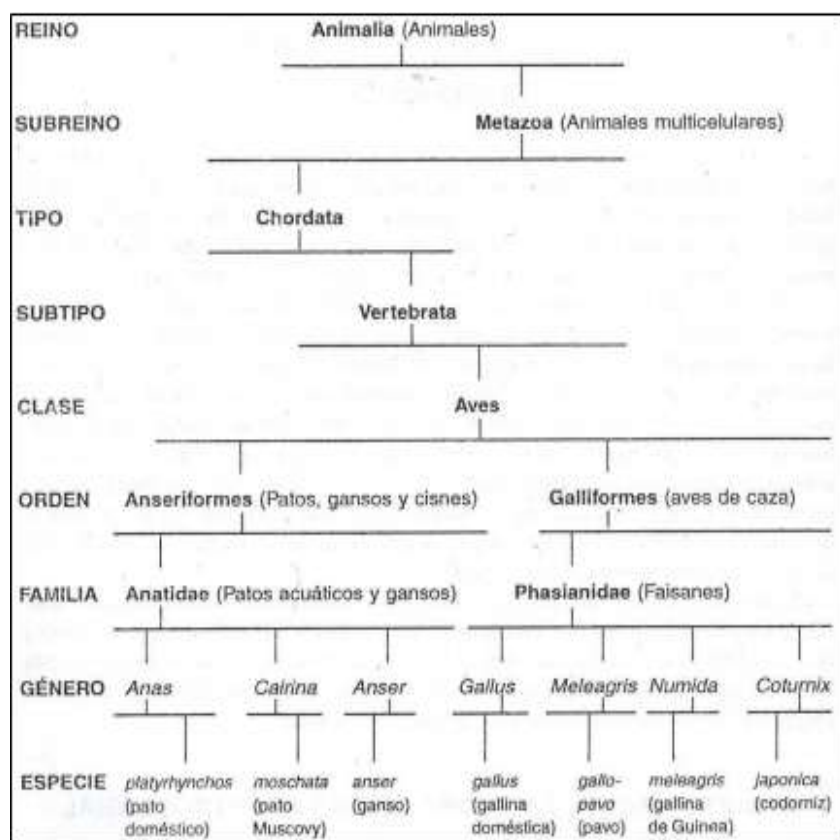 REINO Animalia (Animales)
SUBREINO Metazoa (Animales multicelulares)
TIPO Chordata
SUBTIPO Vertebrata
CLASE Aves
ORDEN Anseriformes (Patos, gansos y cisnes) Galliformes (aves de caza)
FAMILIA Anatidae (Patos acuáticos y gansos) Phasianidae (Faisanes)
GÉNERO Anas Cairina Anser Gallus Meleagris Numida Coturnix
ESPECIE platyrhynchos moschata anser gallus gallo- meleagris japonica
(pato (pato (ganso) (gallina pavo (gallina (codorniz)
doméstico) Muscovy) doméstica) (pavo) de Guinea)